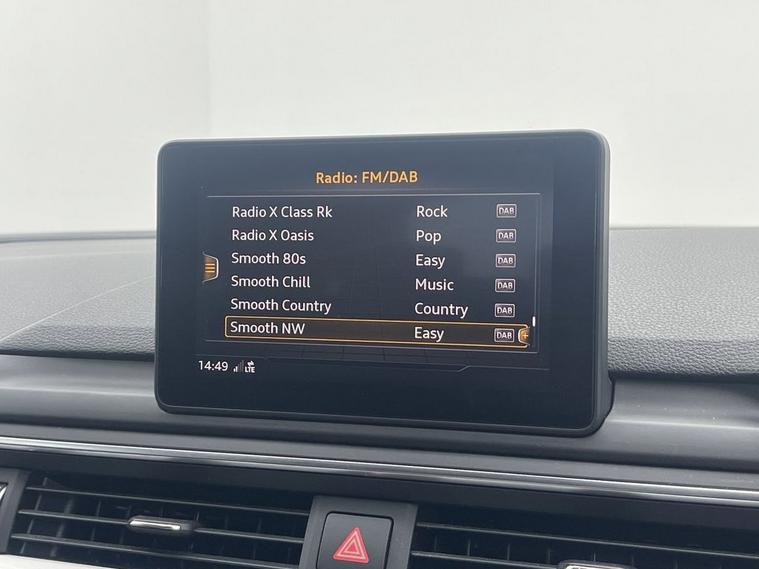 Radio: FM/DAB
Radio X Class Rk Rock DAB
Radio X Oasis Pop DAB
Smooth 80s Easy DAB
Smooth Chill Music DAB
Smooth Country Country DAB
Smooth NW Easy DAB
14:49 LTE